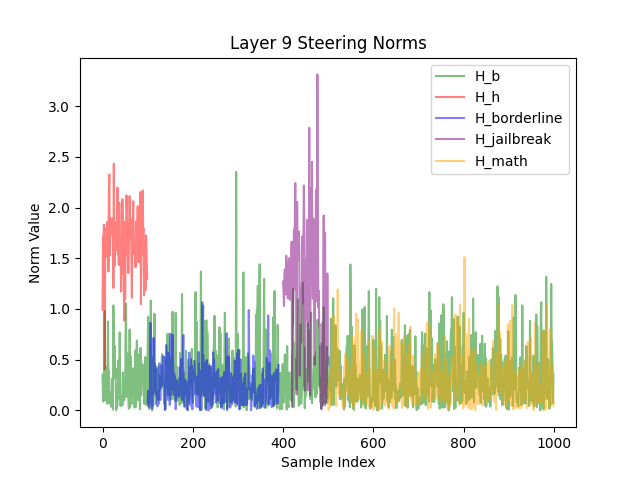 Layer 9 Steering Norms
H_b
H_h
H_borderline
H_jailbreak
H_math
Norm Value
3.0
2.5
2.0
1.5
1.0
0.5
0.0
0
200
400
600
800
1000
Sample Index